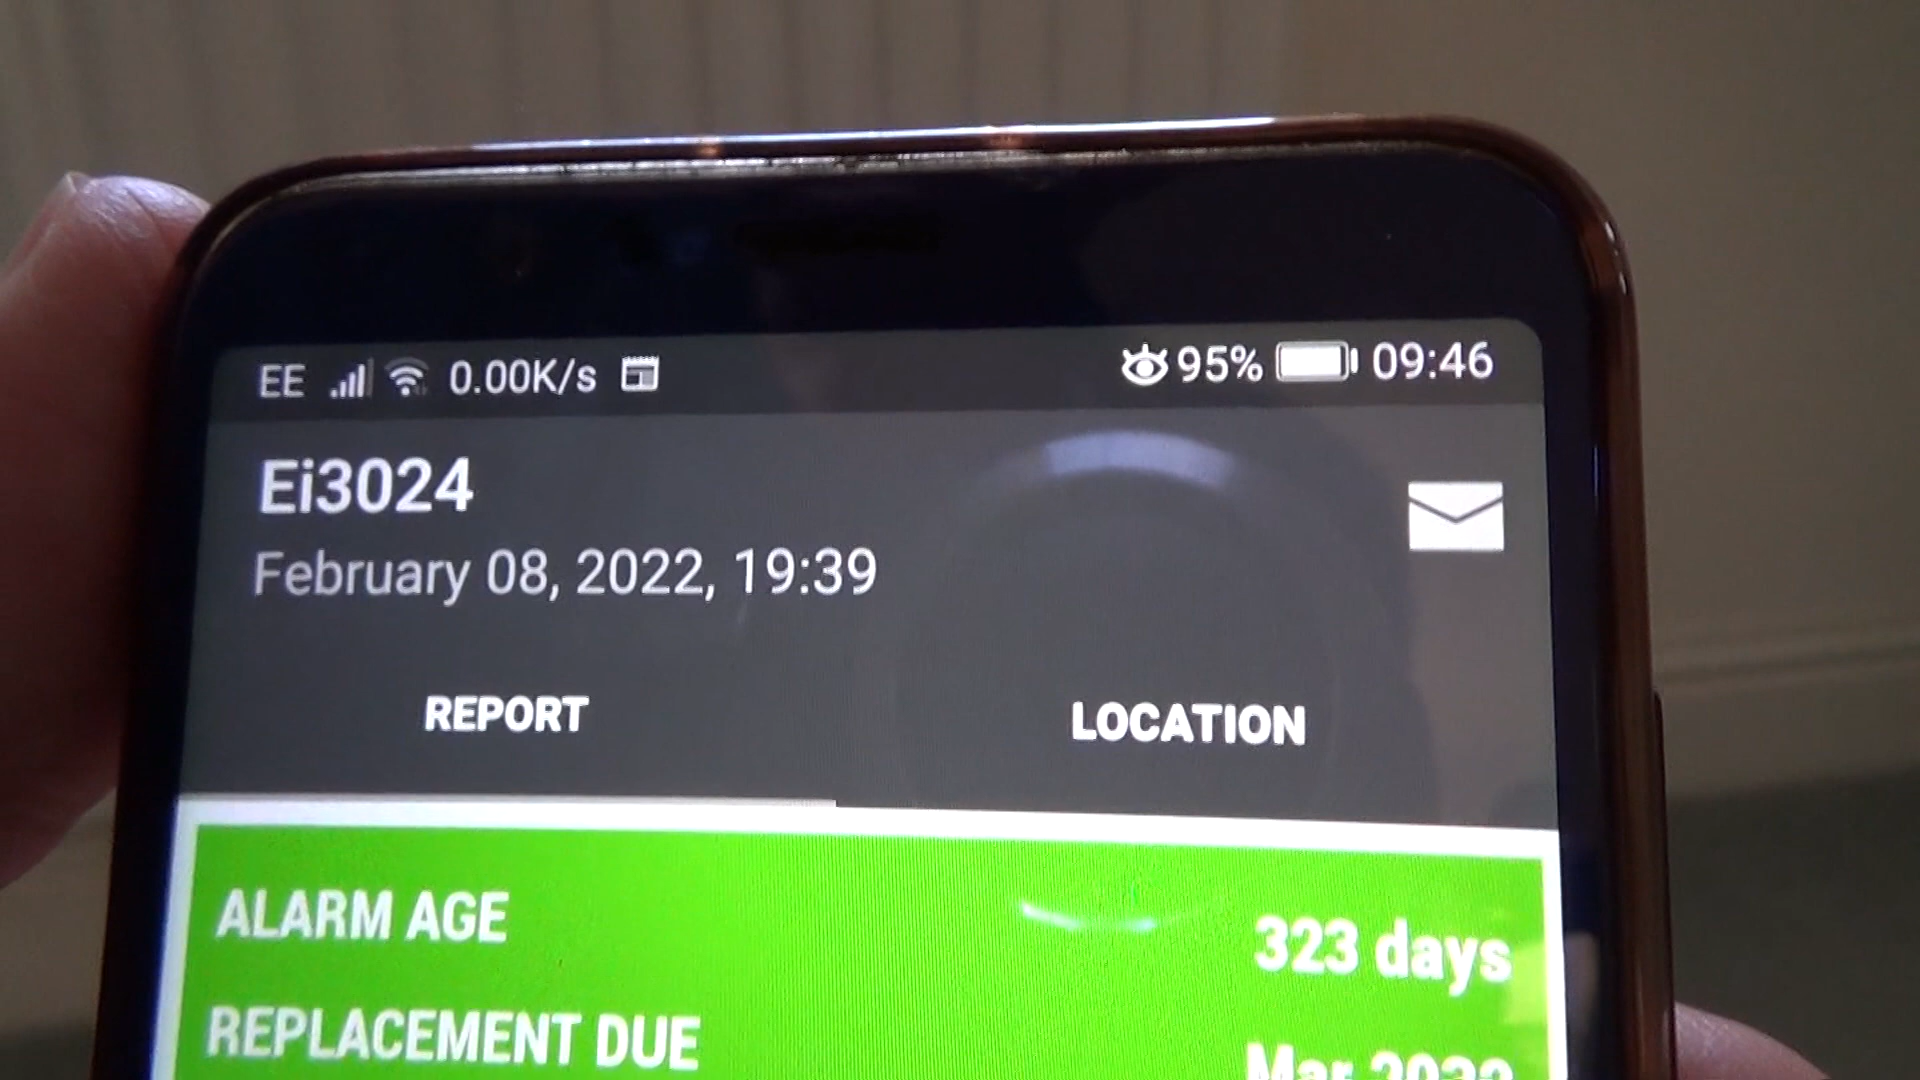 EE 0.00K/s 95% 09:46
Ei3024
February 08, 2022, 19:39
REPORT LOCATION
ALARM AGE 323 days
REPLACEMENT DUE Mar